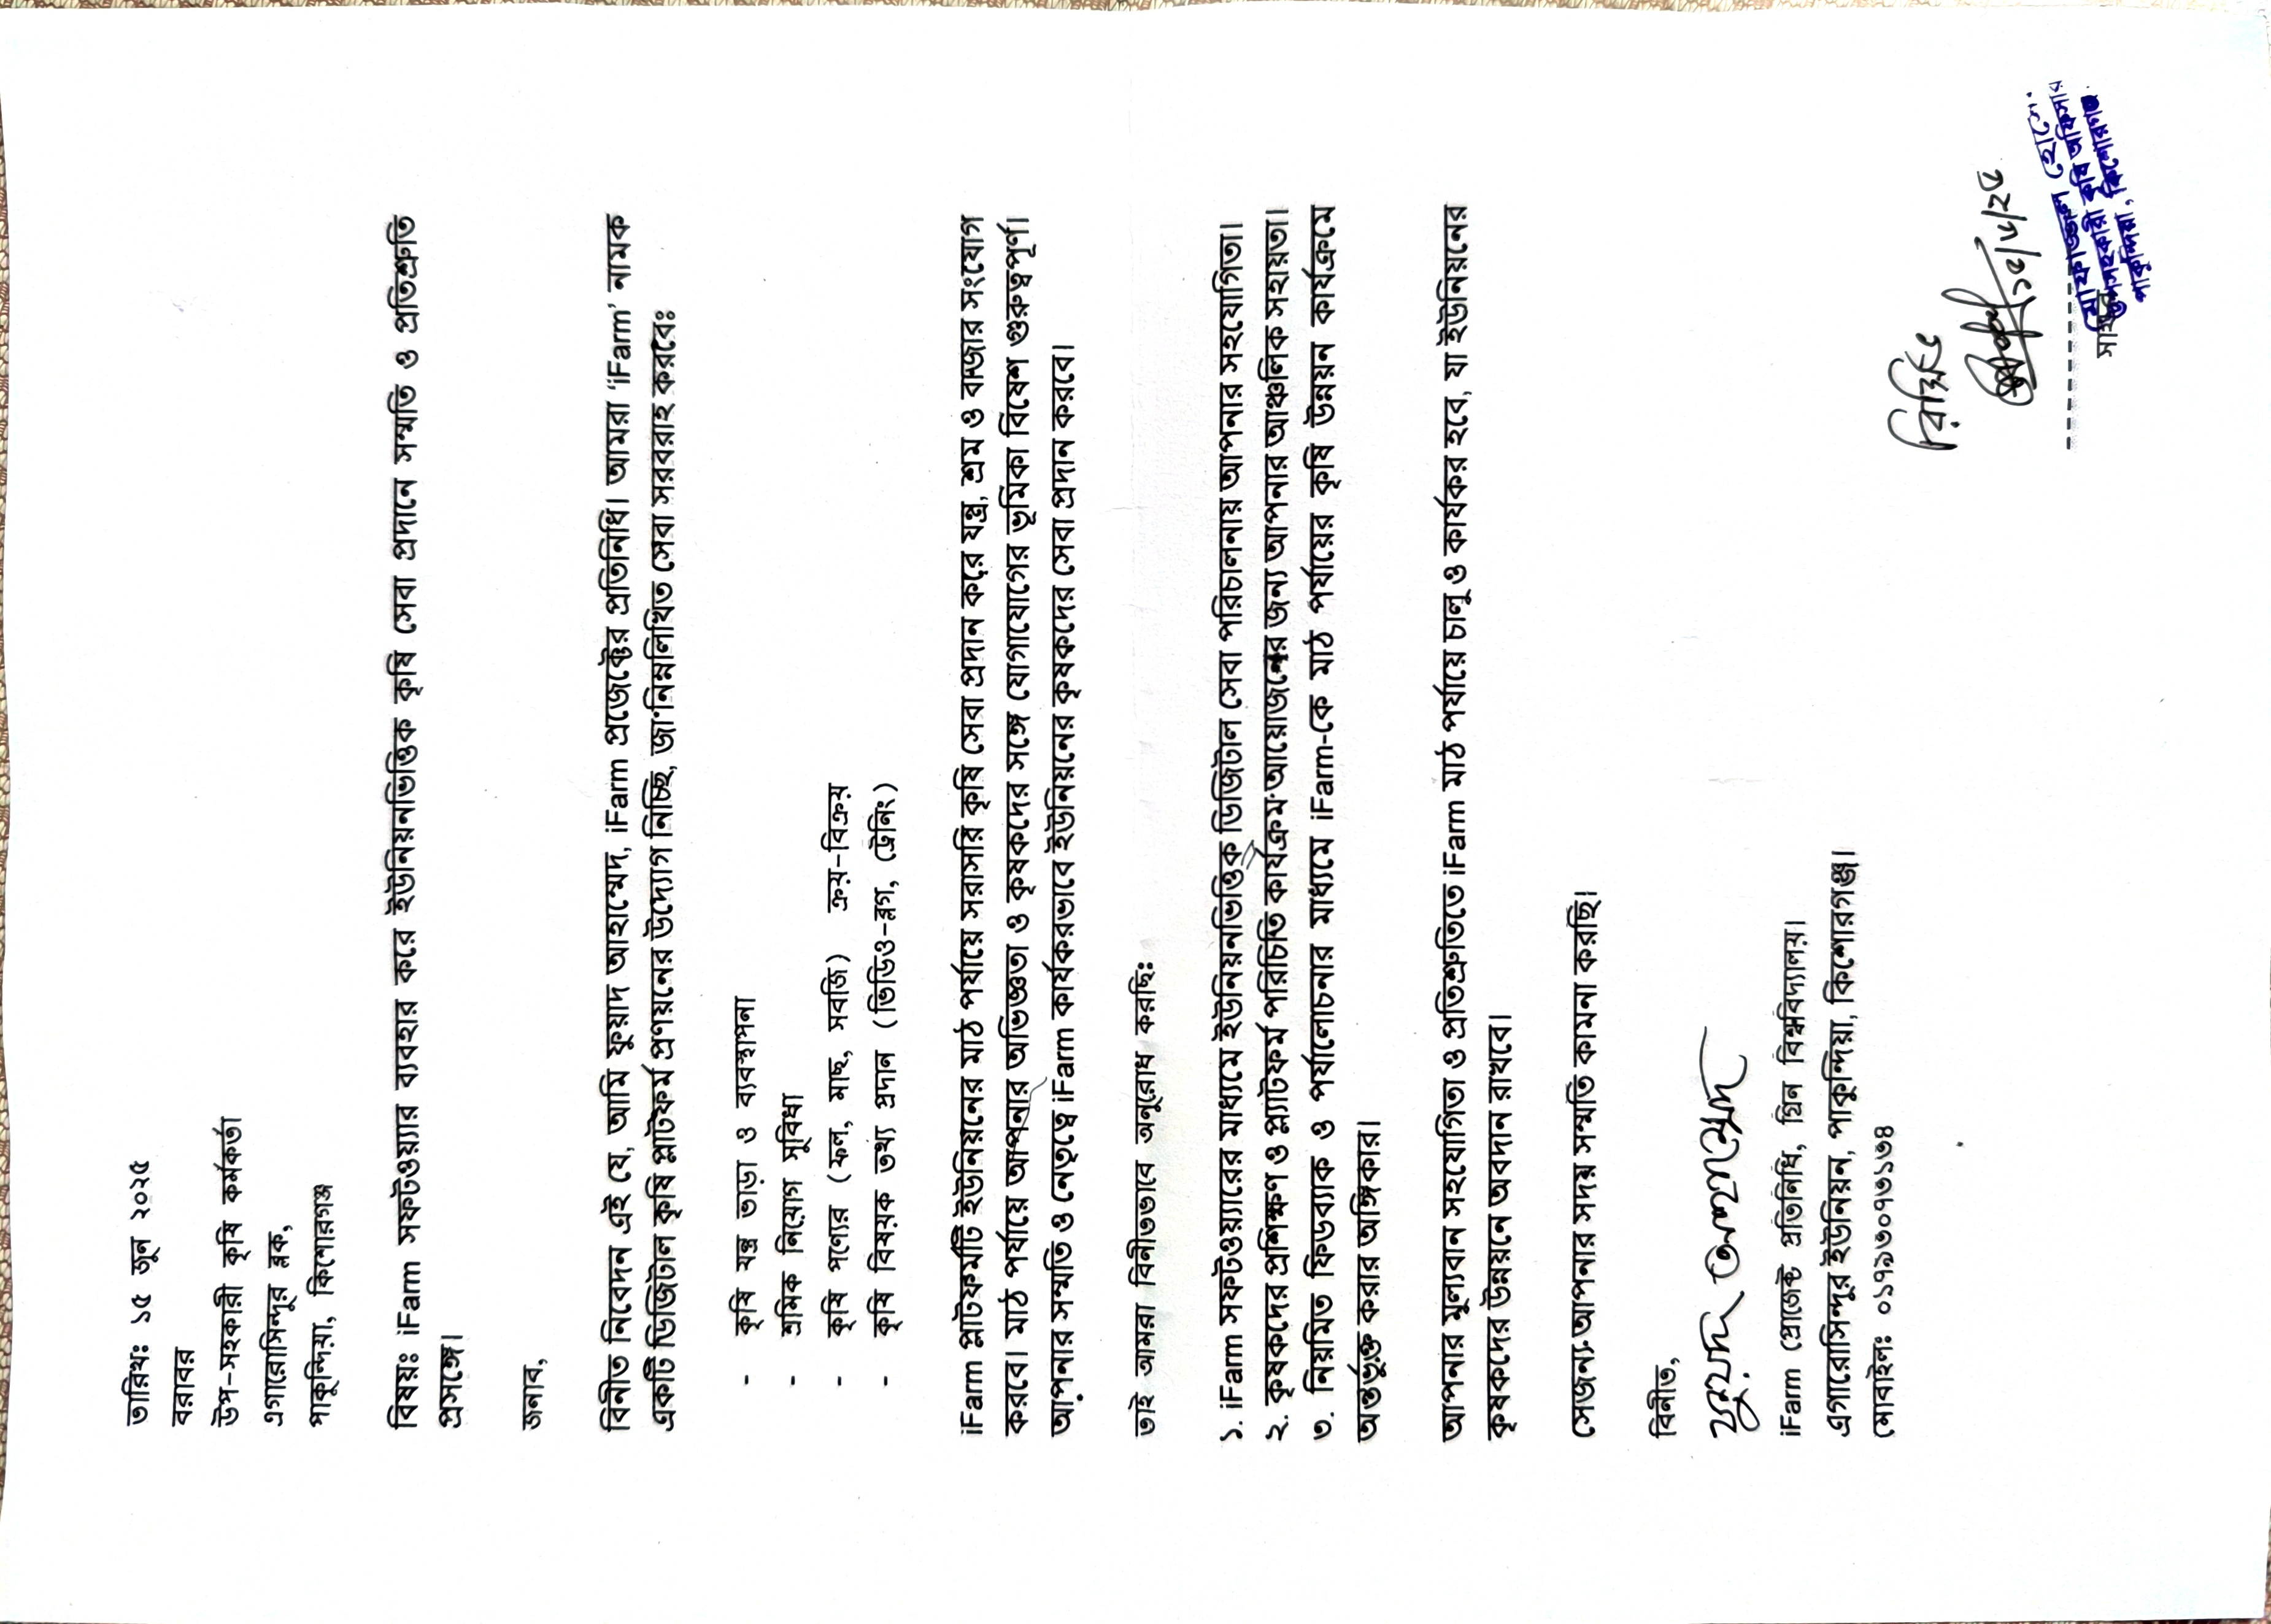 তারিখঃ ১৫ জুন ২০২৫
বরাবর
উপ-সহকারী কৃষি কর্মকর্তা
এগারোসিন্দুর ব্লক,
পাকুন্দিয়া, কিশোরগঞ্জ
বিষয়ঃ iFarm সফটওয়্যার ব্যবহার করে ইউনিয়নভিত্তিক কৃষি সেবা প্রদানে সম্মতি ও প্রতিশ্রুতি
প্রসঙ্গে।
জনাব,
বিনীত নিবেদন এই যে, আমি ফুয়াদ আহাম্মেদ, iFarm প্রজেক্টের প্রতিনিধি। আমরা ‘iFarm’ নামক
একটি ডিজিটাল কৃষি প্লাটফর্ম প্রণয়নের উদ্যোগ নিচ্ছি, জা নিম্নলিখিত সেবা সরবরাহ করবেঃ
- কৃষি যন্ত্র ভাড়া ও ব্যবস্থাপনা
- শ্রমিক নিয়োগ সুবিধা
- কৃষি পণ্যের (ফল, মাছ, সবজি) ক্রয়-বিক্রয়
- কৃষি বিষয়ক তথ্য প্রদান (ভিডিও-ব্লগ, ট্রেনিং)
iFarm প্লাটফর্মটি ইউনিয়নের মাঠ পর্যায়ে সরাসরি কৃষি সেবা প্রদান করে যন্ত্র, শ্রম ও বাজার সংযোগ
করবে। মাঠ পর্যায়ে আপনার অভিজ্ঞতা ও কৃষকদের সঙ্গে যোগাযোগের ভূমিকা বিষেশ গুরুত্বপূর্ণ।
আপনার সম্মতি ও নেতৃত্বে iFarm কার্যকরভাবে ইউনিয়নের কৃষকদের সেবা প্রদান করবে।
তাই আমরা বিনীতভাবে অনুরোধ করছি:
১. iFarm সফটওয়্যারের মাধ্যমে ইউনিয়নভিত্তিক ডিজিটাল সেবা পরিচালনায় আপনার সহযোগিতা।
২. কৃষকদের প্রশিক্ষণ ও প্ল্যাটফর্ম পরিচিতি কার্যক্রম আয়োজনের জন্য আপনার আঞ্চলিক সহায়তা।
৩. নিয়মিত ফিডব্যাক ও পর্যালোচনার মাধ্যমে iFarm-কে মাঠ পর্যায়ের কৃষি উন্নয়ন কার্যক্রমে
অন্তর্ভুক্ত করার অঙ্গিকার।
আপনার মূল্যবান সহযোগিতা ও প্রতিশ্রুতিতে iFarm মাঠ পর্যায়ে চালু ও কার্যকর হবে, যা ইউনিয়নের
কৃষকদের উন্নয়নে অবদান রাখবে।
সেজন্য আপনার সদয় সম্মতি কামনা করছি।
বিনীত,
ফুয়াদ আহাম্মেদ
iFarm প্রোজেক্ট প্রতিনিধি, গ্রিন বিশ্ববিদ্যালয়।
এগারোসিন্দুর ইউনিয়ন, পাকুন্দিয়া, কিশোরগঞ্জ।
মোবাইলঃ ০১৭৯৩০৭৩১৩৪
১৫/৬/২৫
মোফাজ্জল
উপসহকারী কৃষি অফিসার
পাকুন্দিয়া, কিশোরগঞ্জ